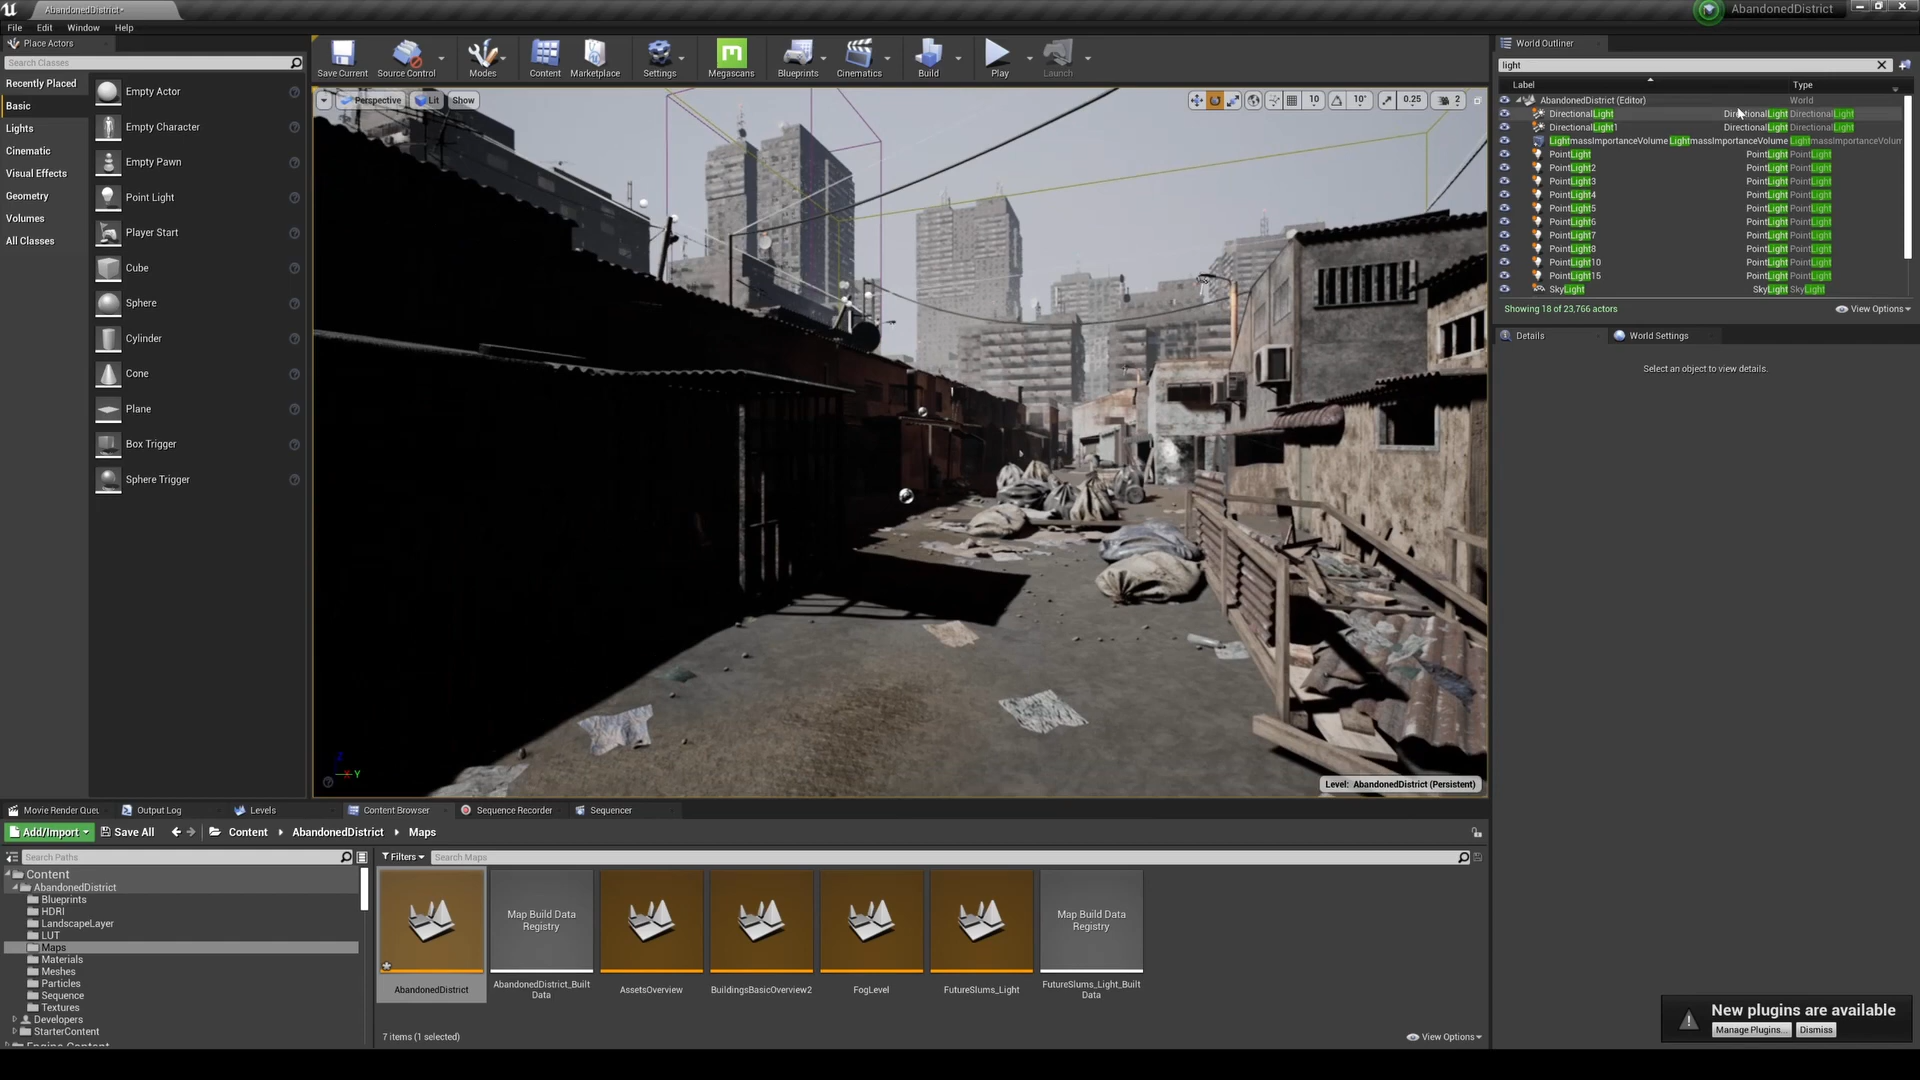 AbandonedDistrict•
AbandonedDistrict
File Edit Window Help
Place Actors
Search Classes
Recently Placed
Basic
Lights
Cinematic
Visual Effects
Geometry
Volumes
All Classes
Empty Actor
Empty Character
Empty Pawn
Point Light
Player Start
Cube
Sphere
Cylinder
Cone
Plane
Box Trigger
Sphere Trigger
Save Current Source Control Modes Content Marketplace Settings Megascans Blueprints Cinematics Build Play Launch
Perspective Lit Show
10 10° 0.25 2
Y
Level: AbandonedDistrict (Persistent)
World Outliner
light
Label Type
AbandonedDistrict (Editor) World
DirectionalLight DirectionalLight DirectionalLight
DirectionalLight1 DirectionalLight DirectionalLight
LightmassImportanceVolume LightmassImportanceVolume LightmassImportanceVolum
PointLight PointLight PointLight
PointLight2 PointLight PointLight
PointLight3 PointLight PointLight
PointLight4 PointLight PointLight
PointLight5 PointLight PointLight
PointLight6 PointLight PointLight
PointLight7 PointLight PointLight
PointLight8 PointLight PointLight
PointLight10 PointLight PointLight
PointLight15 PointLight PointLight
SkyLight SkyLight SkyLight
Showing 18 of 23,766 actors View Options
Details World Settings
Select an object to view details.
Movie Render Que Output Log Levels Content Browser Sequence Recorder Sequencer
Add/Import Save All Content AbandonedDistrict Maps
Search Paths
Content
AbandonedDistrict
Blueprints
HDRI
LandscapeLayer
LUT
Maps
Materials
Meshes
Particles
Sequence
Textures
Developers
StarterContent
Engine Content
Filters Search Maps
Map Build Data Registry
Map Build Data Registry
AbandonedDistrict
AbandonedDistrict_Built Data
AssetsOverview
BuildingsBasicOverview2
FogLevel
FutureSlums_Light
FutureSlums_Light_Built Data
7 items (1 selected) View Options
New plugins are available
Manage Plugins... Dismiss